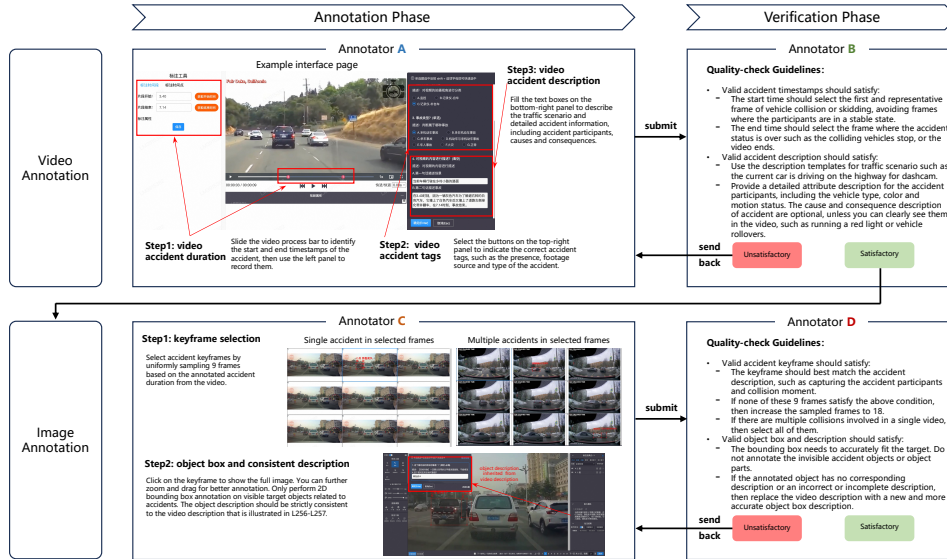 Annotation Phase
Verification Phase
Video
Annotation
Annotator A
Example interface page
标注工具
Step3: video
accident description
Fill the text boxes on the
bottom-right panel to describe
the traffic scenario and
detailed accident information,
including accident participants,
causes and consequences.
Step1: video
accident duration
Slide the video process bar to identify
the start and end timestamps of the
accident, then use the left panel to
record them.
Step2: video
accident tags
Select the buttons on the top-right
panel to indicate the correct accident
tags, such as the presence, footage
source and type of the accident.
submit
send
back
Annotator B
Quality-check Guidelines:
• Valid accident timestamps should satisfy:
– The start time should select the first and representative
frame of vehicle collision or skidding, avoiding frames
where the participants are in a stable state.
– The end time should select the frame where the accident
status is over such as the colliding vehicles stop, or the
video ends.
• Valid accident description should satisfy:
– Use the description templates for traffic scenario such as
the current car is driving on the highway for dashcam.
– Provide a detailed attribute description for the accident
participants, including the vehicle type, color and
motion status. The cause and consequence description
of accident are optional, unless you can clearly see them
in the video, such as running a red light or vehicle
rollovers.
Unsatisfactory
Satisfactory
Image
Annotation
Annotator C
Step1: keyframe selection
Select accident keyframes by
uniformly sampling 9 frames
based on the annotated accident
duration from the video.
Single accident in selected frames
Multiple accidents in selected frames
Step2: object box and consistent description
Click on the keyframe to show the full image. You can further
zoom and drag for better annotation. Only perform 2D
bounding box annotation on visible target objects related to
accidents. The object description should be strictly consistent
to the video description that is illustrated in L256-L257.
object description
inherited from
video description
submit
send
back
Annotator D
Quality-check Guidelines:
• Valid accident keyframe should satisfy:
– The keyframe should best match the accident
description, such as capturing the accident participants
and collision moment.
– If none of these 9 frames satisfy the above condition,
then increase the sampled frames to 18.
– If there are multiple collisions involved in a single video,
then select all of them.
• Valid object box and description should satisfy:
– The bounding box needs to accurately fit the target. Do
not annotate the invisible accident objects or object
parts.
– If the annotated object has no corresponding
description or an incorrect or incomplete description,
then replace the video description with a new and more
accurate object box description.
Unsatisfactory
Satisfactory